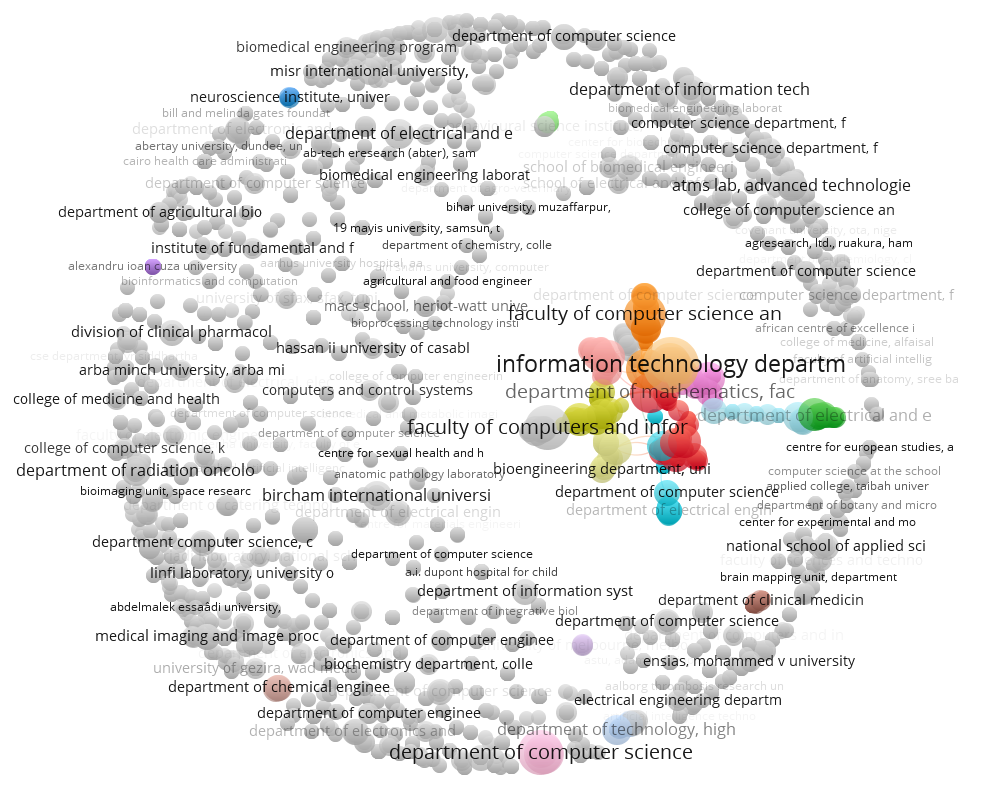 department of computer science
biomedical engineering program
misr international university,
department of information tech
neuroscience institute, univer
biomedical engineering laborat
bill and melinda gates foundat
computer science department, f
department of electrical and e
abertay university, dundee, un
computer science department, f
ab-tech eresearch (abter), sam
cairo health care administrati
school of biomedical engineeri
biomedical engineering laborat
department of computer science
school of electrical
atms lab, advanced technologie
bihar university, muzaffarpur,
department of agricultural bio
college of computer science an
19 mayis university, samsun, t
agresearch, ltd., ruakura, ham
institute of fundamental and f
department of chemistry, colle
aarhus university hospital, aa
alexandru ioan cuza university
department of computer science
bioinformatics and computation
agricultural and food engineer
department of computer science
computer science department, f
macs-school, heriot-watt unive
faculty of computer science an
bioprocessing technology insti
african centre of excellence i
division of clinical pharmacol
college of medicine, alfaisal
hassan ii university of casabl
faculty of artificial intellig
information technology departm
arba minch university, arba mi
college of computer engineerin
department of anatomy, sree ba
computers and control systems
department of mathematics, fac
college of medicine and health
department of computer science
department of electrical and e
faculty of computers and infor
department of computer science
college of computer science, k
centre for european studies, a
centre for sexual health and h
department of radiation oncolo
bioengineering department, uni
anatomic pathology laboratory
computer science at the school
bioimaging unit, space researc
applied college, taibah univer
bircham international universi
department of computer science
department of botany and micro
department of electrical engin
department of electrical engin
center for experimental and mo
department computer science, c
national school of applied sci
department of computer science
linfi laboratory, university o
a.i. dupont hospital for child
brain mapping unit, department
department of information syst
department of clinical medicin
abdelmalek essaâdi university,
department of integrative biol
department of computer science
medical imaging and image proc
department of computer enginee
university of gezira, wad meda
biochemistry department, colle
ensias, mohammed v university
department of chemical enginee
aalborg thrombosis research un
electrical engineering departm
department of computer enginee
department of electronics and
department of technology, high
department of computer science